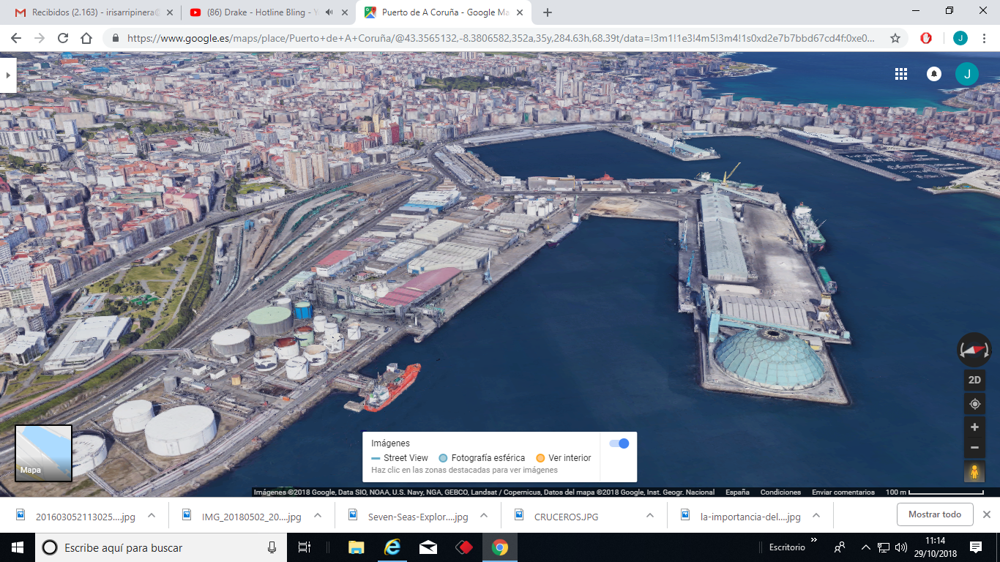 Recibidos (2.163) - irisarripinera@
(86) Drake - Hotline Bling - Y
Puerto de A Coruña - Google Ma
https://www.google.es/maps/place/Puerto+de+A+Coruña/@43.3565132,-8.3806582,352a,35y,284.63h,68.39t/data=!3m1!1e3!4m5!3m4!1s0xd2e7b7bbd67cd4f:0xe0...
J
J
2D
Imágenes
Street View
Fotografía esférica
Ver interior
Haz clic en las zonas destacadas para ver imágenes
Mapa
Imágenes ©2018 Google, Data SIO, NOAA, U.S. Navy, NGA, GEBCO, Landsat / Copernicus, Datos del mapa ©2018 Google, Inst. Geogr. Nacional España Condiciones Enviar comentarios 100 m
201603052113025....jpg
IMG_20180502_20....jpg
Seven-Seas-Explor....jpg
CRUCEROS.JPG
la-importancia-del....jpg
Mostrar todo
Escribe aquí para buscar
Escritorio
11:14
29/10/2018